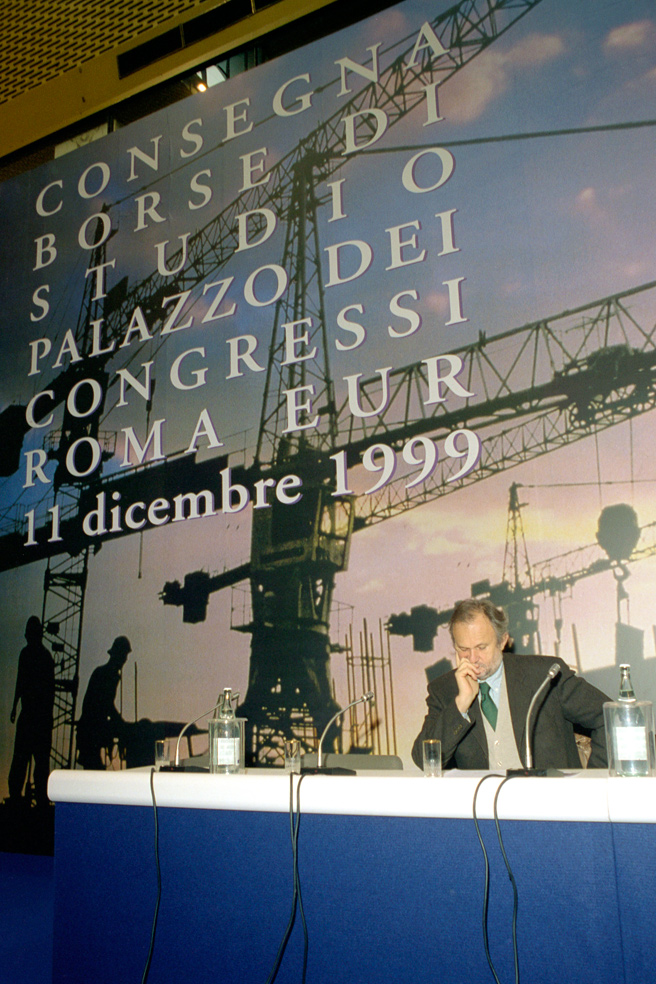 CONSEGNA
BORSE DI
STUDIO
PALAZZO DEI
CONGRESSI
ROMA EUR
11 dicembre 1999